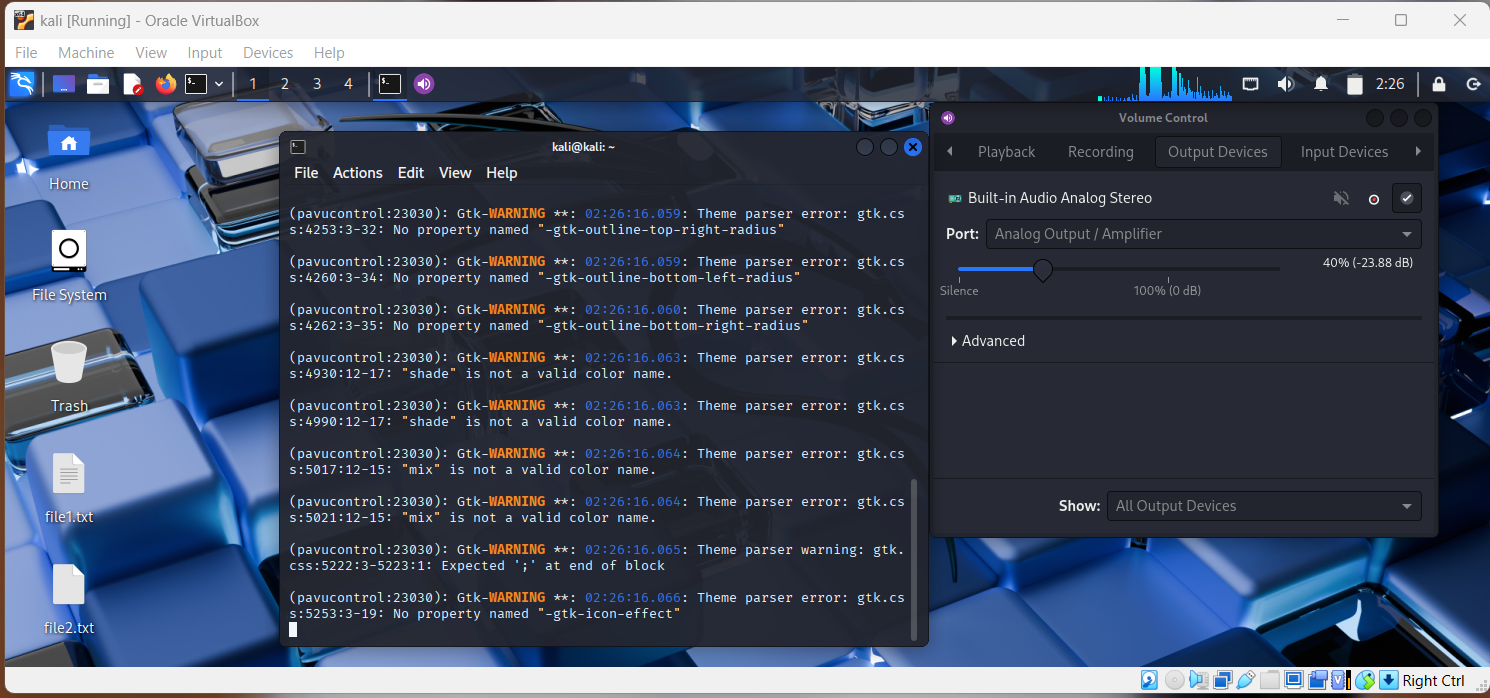 kali [Running] - Oracle VirtualBox
File Machine View Input Devices Help
1 2 3 4
2:26
Home
File System
Trash
file1.txt
file2.txt
kali@kali: ~
File Actions Edit View Help
(pavucontrol:23030): Gtk-WARNING **: 02:26:16.059: Theme parser error: gtk.cs
s:4253:3-32: No property named "-gtk-outline-top-right-radius"
(pavucontrol:23030): Gtk-WARNING **: 02:26:16.059: Theme parser error: gtk.cs
s:4260:3-34: No property named "-gtk-outline-bottom-left-radius"
(pavucontrol:23030): Gtk-WARNING **: 02:26:16.060: Theme parser error: gtk.cs
s:4262:3-35: No property named "-gtk-outline-bottom-right-radius"
(pavucontrol:23030): Gtk-WARNING **: 02:26:16.063: Theme parser error: gtk.cs
s:4930:12-17: "shade" is not a valid color name.
(pavucontrol:23030): Gtk-WARNING **: 02:26:16.063: Theme parser error: gtk.cs
s:4990:12-17: "shade" is not a valid color name.
(pavucontrol:23030): Gtk-WARNING **: 02:26:16.064: Theme parser error: gtk.cs
s:5017:12-15: "mix" is not a valid color name.
(pavucontrol:23030): Gtk-WARNING **: 02:26:16.064: Theme parser error: gtk.cs
s:5021:12-15: "mix" is not a valid color name.
(pavucontrol:23030): Gtk-WARNING **: 02:26:16.065: Theme parser warning: gtk.
css:5222:3-5223:1: Expected ';' at end of block
(pavucontrol:23030): Gtk-WARNING **: 02:26:16.066: Theme parser error: gtk.cs
s:5253:3-19: No property named "-gtk-icon-effect"
Volume Control
Playback Recording Output Devices Input Devices
Built-in Audio Analog Stereo
Port: Analog Output / Amplifier
40% (-23.88 dB)
Silence 100% (0 dB)
Advanced
Show: All Output Devices
Right Ctrl